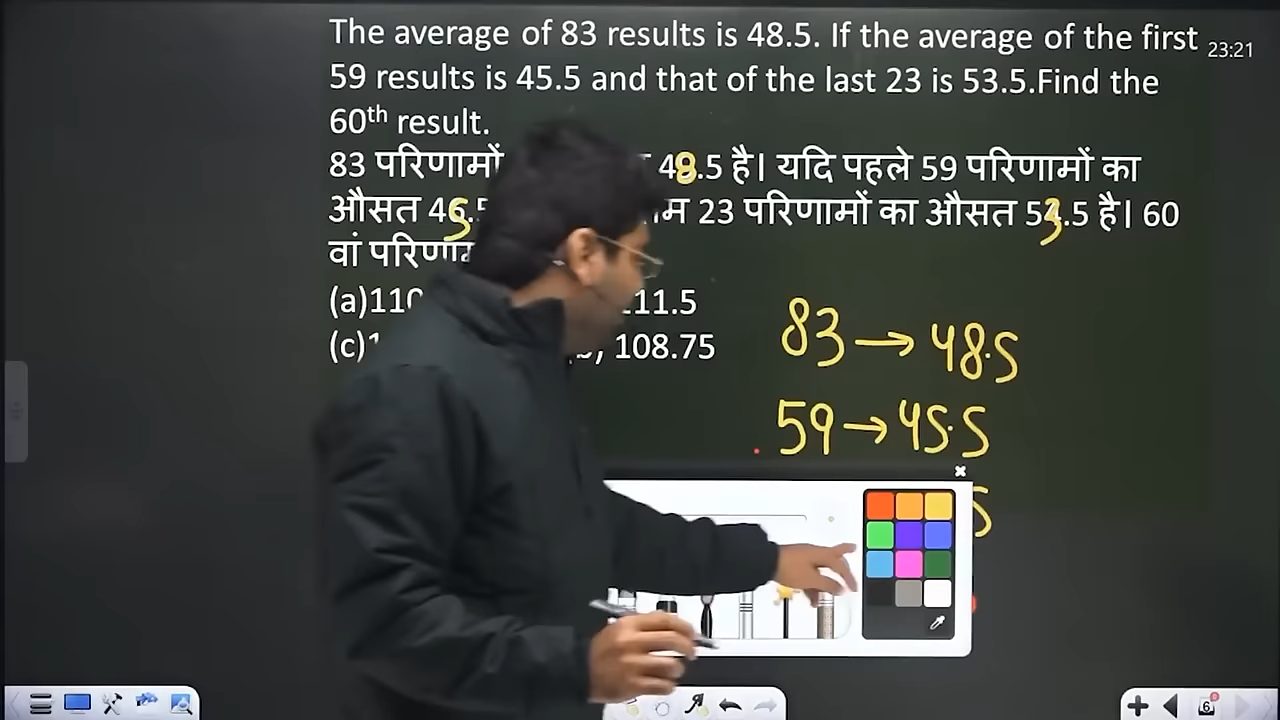 The average of 83 results is 48.5. If the average of the first
23:21
59 results is 45.5 and that of the last 23 is 53.5.Find the
60th result.
83 परिणामों 48.5 है। यदि पहले 59 परिणामों का
औसत 45.5 23 परिणामों का औसत 53.5 है। 60
वां
(a)110 111.5
(c) 108.75
83 → 48.5
59 → 45.5
5
6